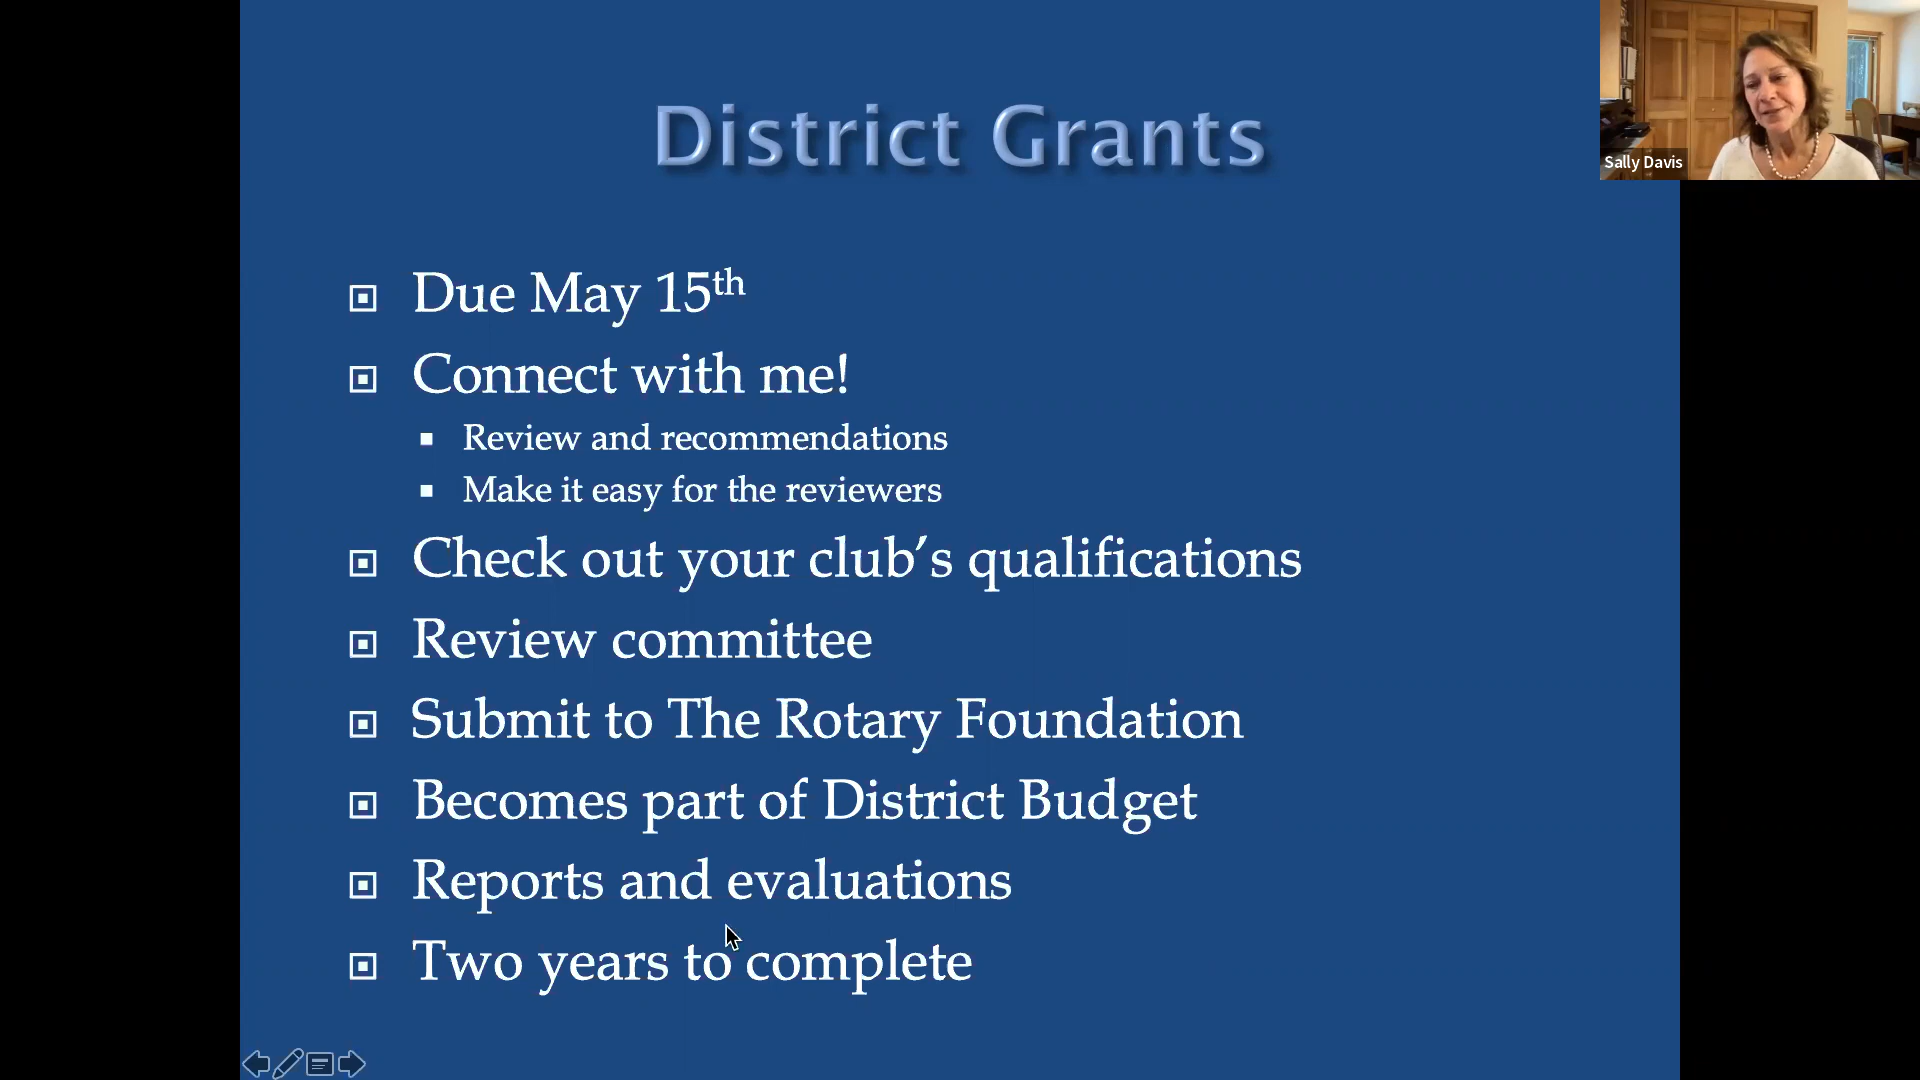 District Grants
Sally Davis
Due May 15th
Connect with me!
Review and recommendations
Make it easy for the reviewers
Check out your club’s qualifications
Review committee
Submit to The Rotary Foundation
Becomes part of District Budget
Reports and evaluations
Two years to complete